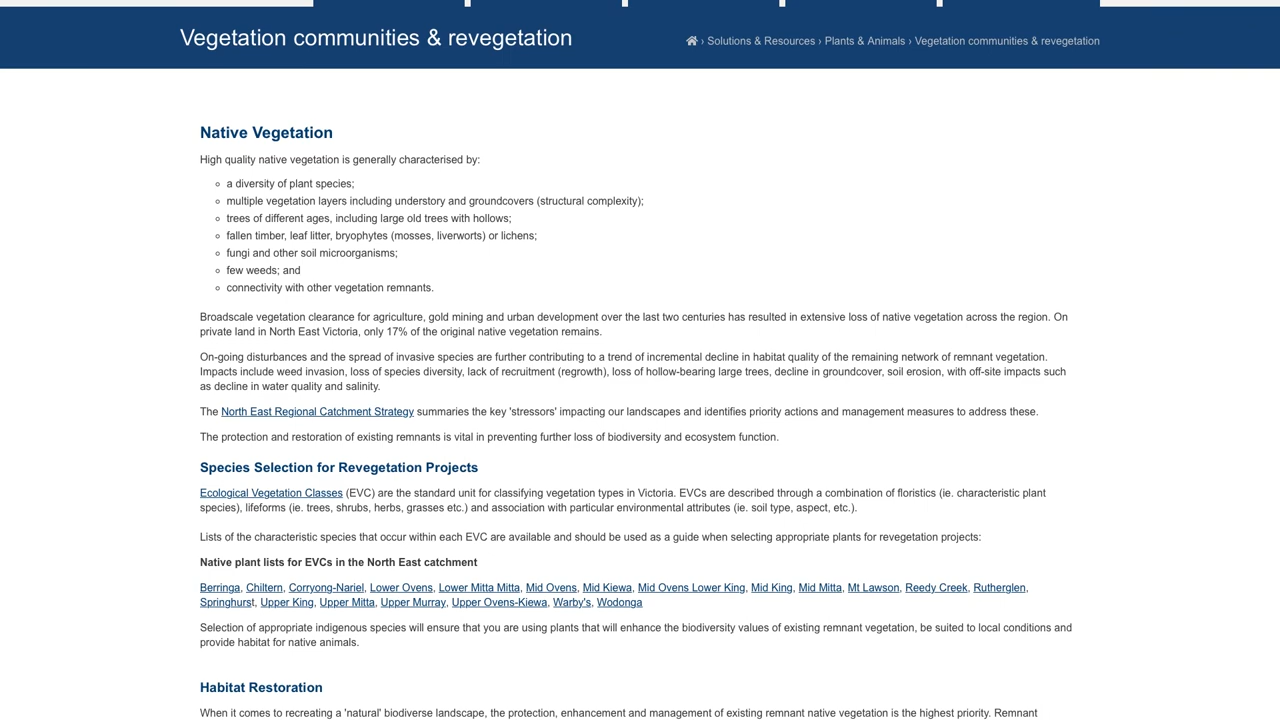 Vegetation communities & revegetation
› Solutions & Resources › Plants & Animals › Vegetation communities & revegetation
Native Vegetation
High quality native vegetation is generally characterised by:
a diversity of plant species;
multiple vegetation layers including understory and groundcovers (structural complexity);
trees of different ages, including large old trees with hollows;
fallen timber, leaf litter, bryophytes (mosses, liverworts) or lichens;
fungi and other soil microorganisms;
few weeds; and
connectivity with other vegetation remnants.
Broadscale vegetation clearance for agriculture, gold mining and urban development over the last two centuries has resulted in extensive loss of native vegetation across the region. On
private land in North East Victoria, only 17% of the original native vegetation remains.
On-going disturbances and the spread of invasive species are further contributing to a trend of incremental decline in habitat quality of the remaining network of remnant vegetation.
Impacts include weed invasion, loss of species diversity, lack of recruitment (regrowth), loss of hollow-bearing large trees, decline in groundcover, soil erosion, with off-site impacts such
as decline in water quality and salinity.
The North East Regional Catchment Strategy summaries the key 'stressors' impacting our landscapes and identifies priority actions and management measures to address these.
The protection and restoration of existing remnants is vital in preventing further loss of biodiversity and ecosystem function.
Species Selection for Revegetation Projects
Ecological Vegetation Classes (EVC) are the standard unit for classifying vegetation types in Victoria. EVCs are described through a combination of floristics (ie. characteristic plant
species), lifeforms (ie. trees, shrubs, herbs, grasses etc.) and association with particular environmental attributes (ie. soil type, aspect, etc.).
Lists of the characteristic species that occur within each EVC are available and should be used as a guide when selecting appropriate plants for revegetation projects:
Native plant lists for EVCs in the North East catchment
Berringa, Chiltern, Corryong-Nariel, Lower Ovens, Lower Mitta Mitta, Mid Ovens, Mid Kiewa, Mid Ovens Lower King, Mid King, Mid Mitta, Mt Lawson, Reedy Creek, Rutherglen,
Springhurst, Upper King, Upper Mitta, Upper Murray, Upper Ovens-Kiewa, Warby's, Wodonga
Selection of appropriate indigenous species will ensure that you are using plants that will enhance the biodiversity values of existing remnant vegetation, be suited to local conditions and
provide habitat for native animals.
Habitat Restoration
When it comes to recreating a 'natural' biodiverse landscape, the protection, enhancement and management of existing remnant native vegetation is the highest priority. Remnant